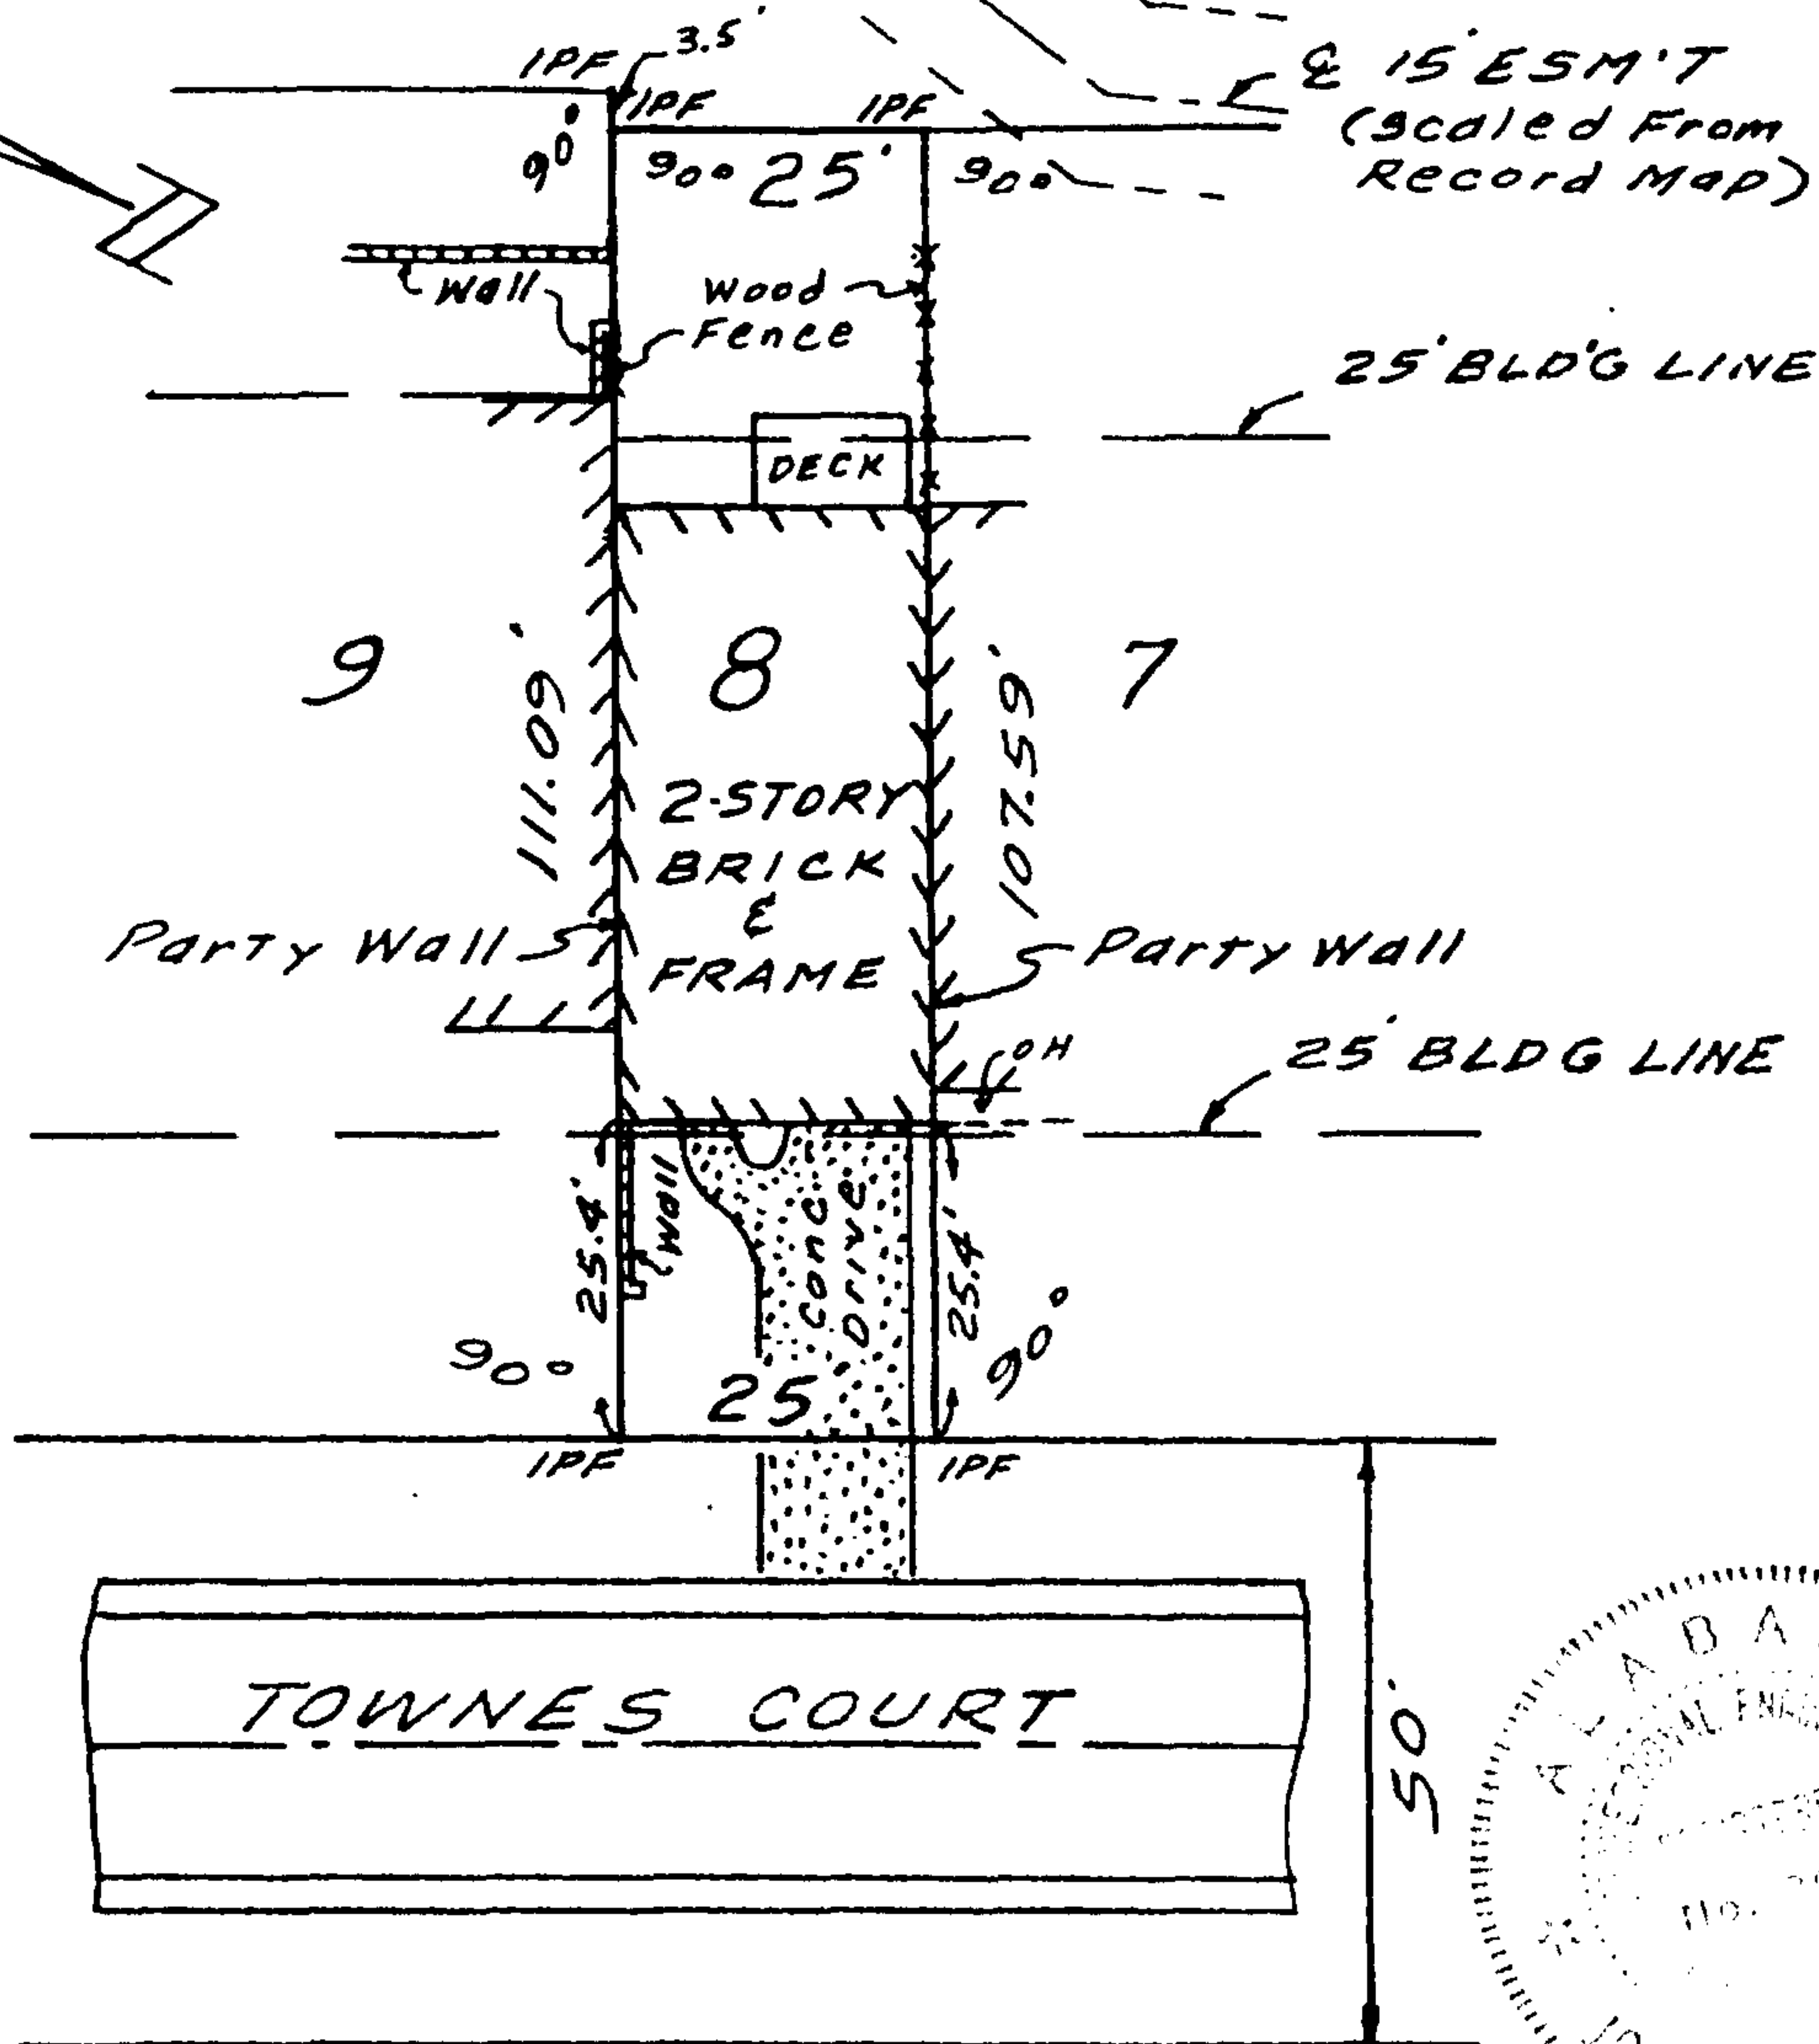 IPF
3.5'
IPF
IPF
℄ 15' ESM'T
(scaled From
Record Map)
90°
90°
25'
90°
Wall
Wood
Fence
25' BLD'G LINE
DECK
9
8
7
111.09'
107.59'
2-STORY
BRICK
&
FRAME
Party Wall
Party Wall
OH
25' BLDG LINE
25.4'
Wall
Conc
Drive
25.4'
90°
90°
25'
IPF
IPF
TOWNES COURT
50'
ALABA
No.